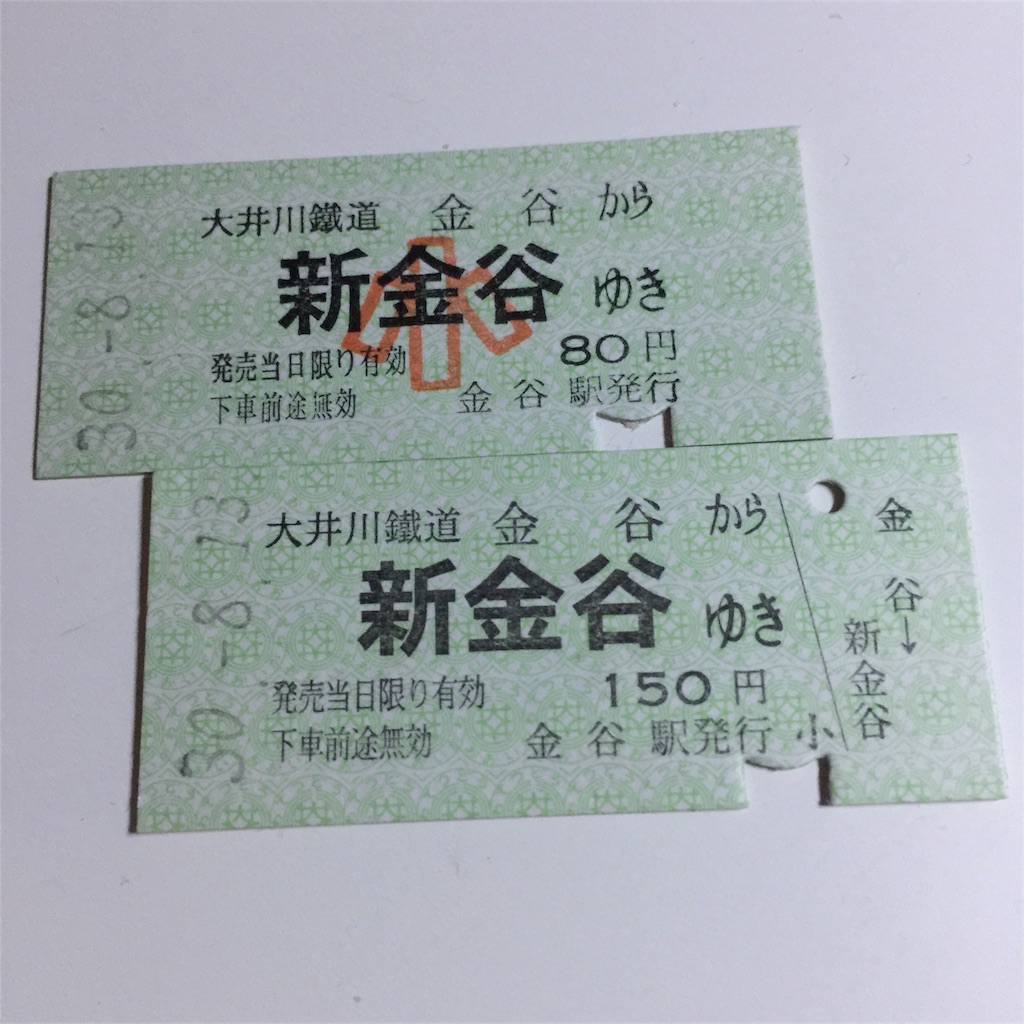 30-8.13
大井川鐵道 金谷から
新金谷ゆき
小
発売当日限り有効 80円
下車前途無効 金谷駅発行
30-8.13
大井川鐵道 金谷から
新金谷ゆき
発売当日限り有効 150円
下車前途無効 金谷駅発行
小
金谷→
新金谷